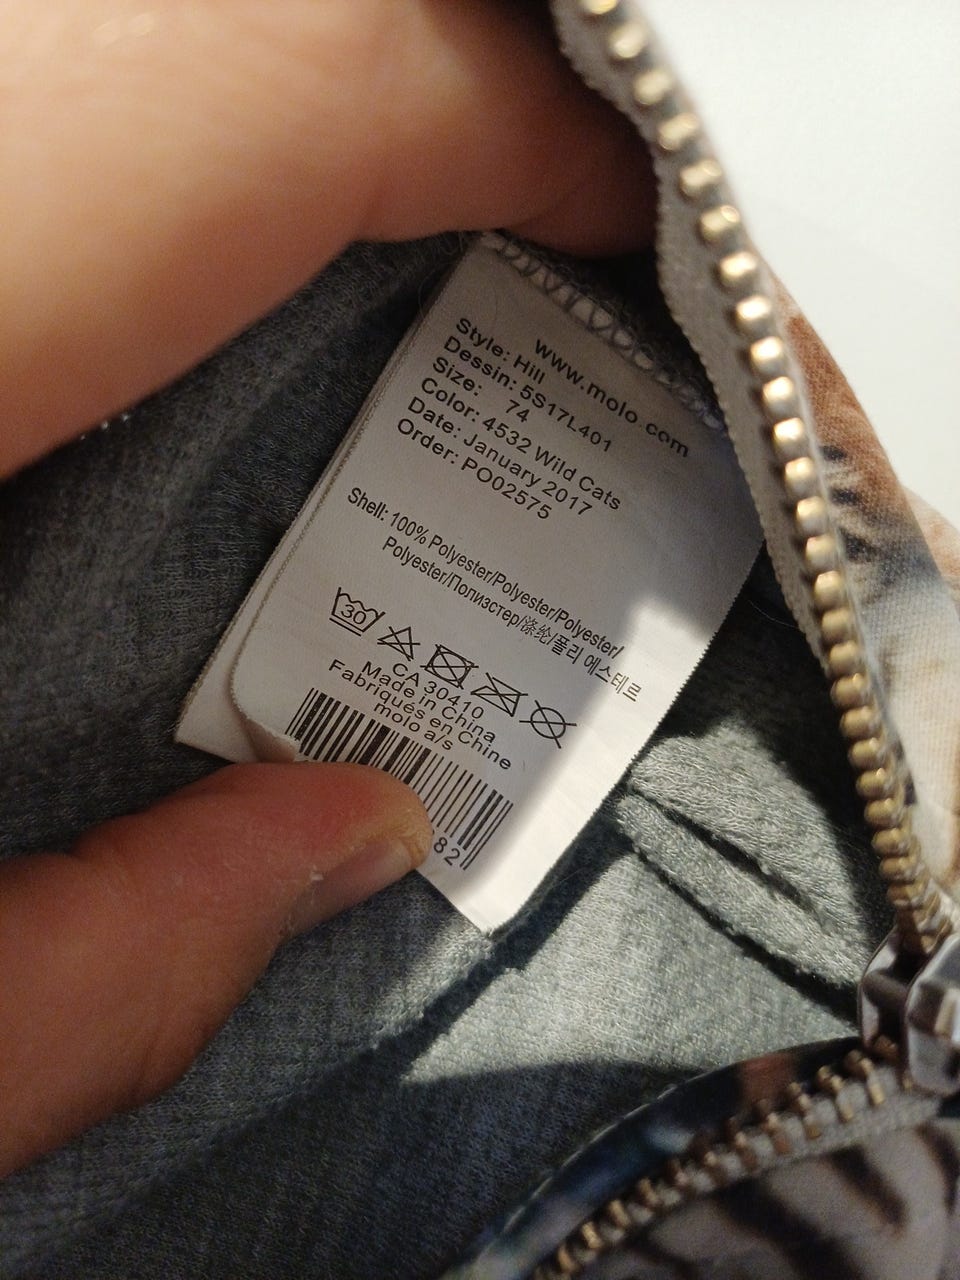 www.molo.com
Style: Hill
Dessin: 5S17L401
Size: 74
Color: 4532 Wild Cats
Date: January 2017
Order: PO02575
Shell: 100% Polyester/Polyester/Polyester/
Polyester/Полиэстер/涤纶/폴리 에스테르
30
CA 30410
Made in China
Fabriqués en Chine
molo a/s
82